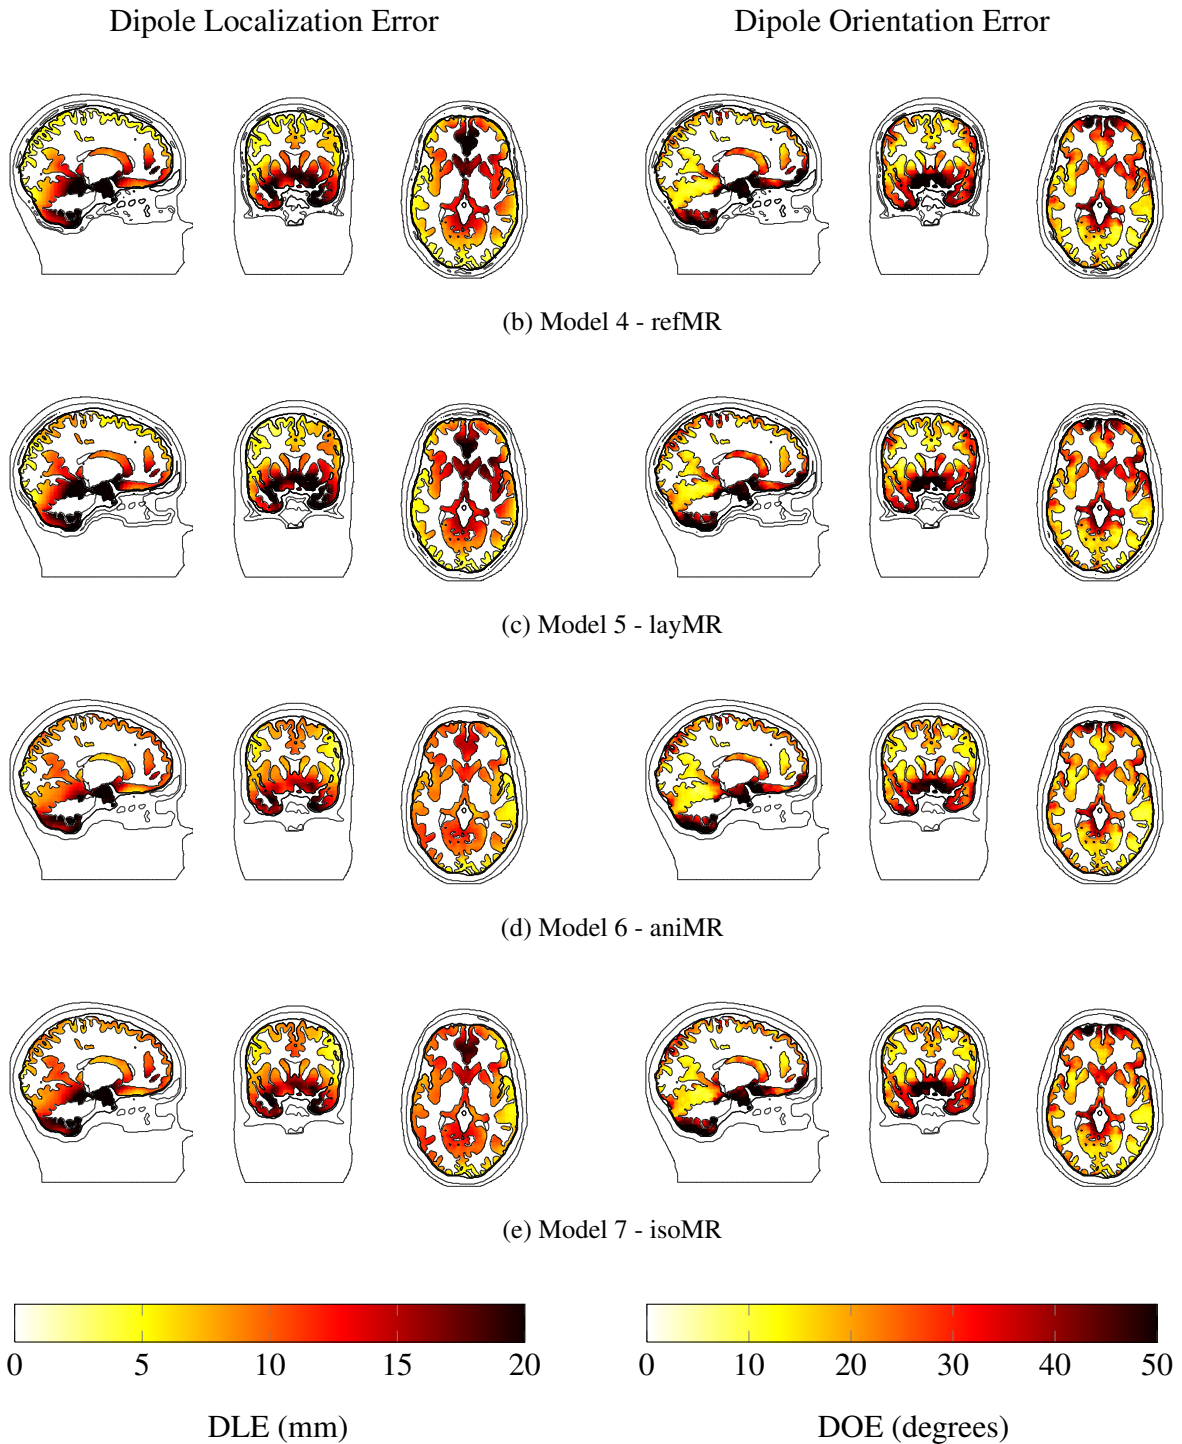 Dipole Localization Error
Dipole Orientation Error
(b) Model 4 - refMR
(c) Model 5 - layMR
(d) Model 6 - aniMR
(e) Model 7 - isoMR
0 5 10 15 20
0 10 20 30 40 50
DLE (mm)
DOE (degrees)